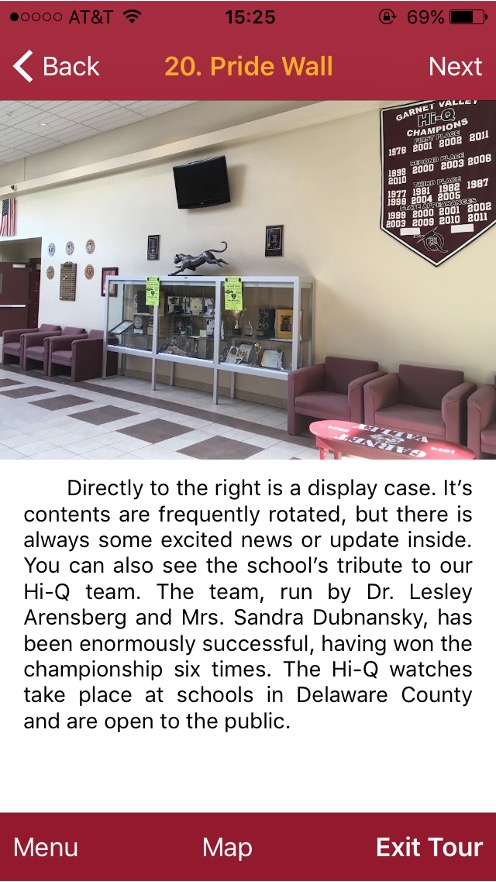 AT&T 15:25 69%
Back 20. Pride Wall Next
GARNET VALLEY
Hi-Q
CHAMPIONS
FIRST PLACE
1978 2001 2002 2011
SECOND PLACE
1998 2000 2003 2006
2010
THIRD PLACE
1977 1981 1982 1987
1998 2004 2005
STATE APPEARANCES
1999 2000 2001 2002
2003 2009 2010 2011
GARNET
VALLEY
Directly to the right is a display case. It's
contents are frequently rotated, but there is
always some excited news or update inside.
You can also see the school's tribute to our
Hi-Q team. The team, run by Dr. Lesley
Arensberg and Mrs. Sandra Dubnansky, has
been enormously successful, having won the
championship six times. The Hi-Q watches
take place at schools in Delaware County
and are open to the public.
Menu Map Exit Tour